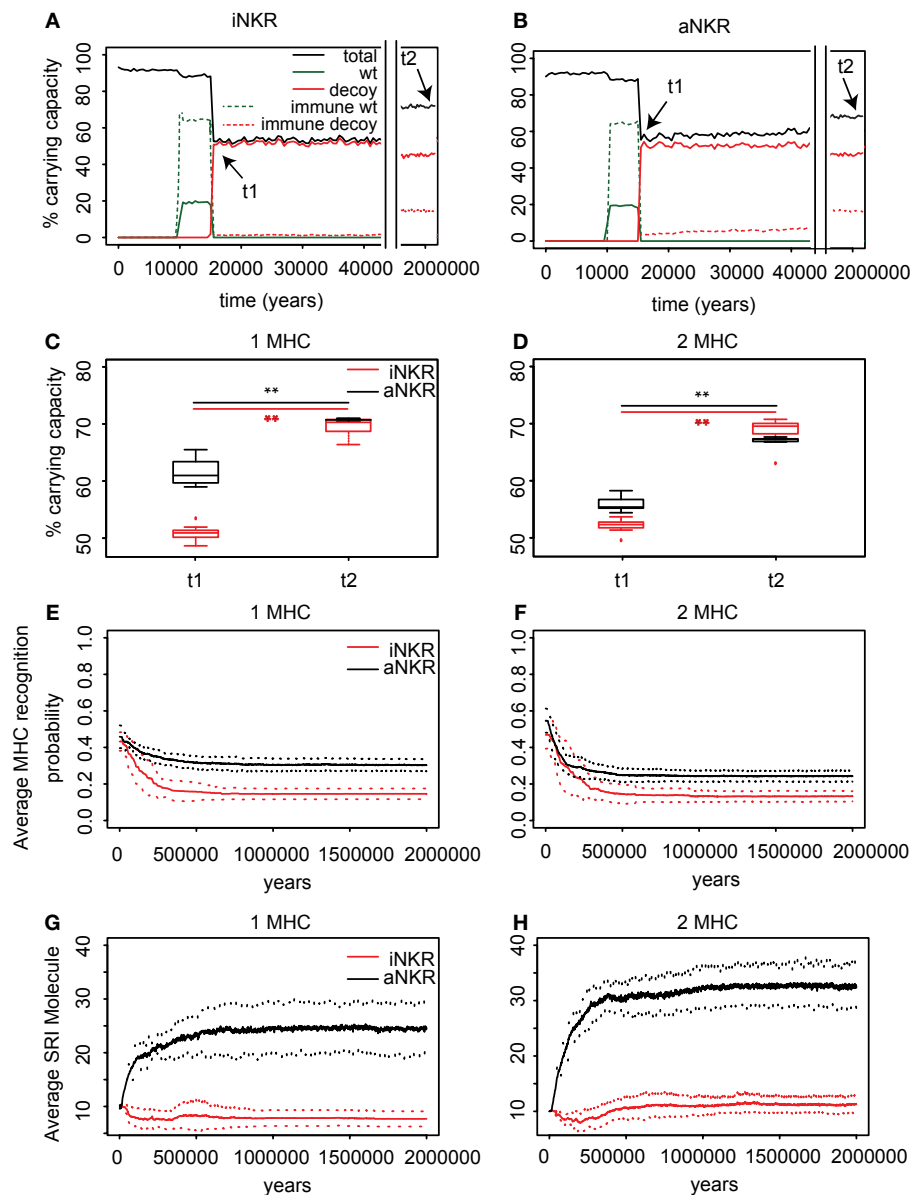 A iNKR
100
80
60
40
20
0
% carrying capacity
total
wt
decoy
immune wt
immune decoy
t1
t2
0 10000 20000 30000 40000 2000000
time (years)
B aNKR
100
80
60
40
20
0
t1
t2
0 10000 20000 30000 40000 2000000
time (years)
C 1 MHC
80
70
60
50
% carrying capacity
**
**
iNKR
aNKR
t1 t2
D 2 MHC
80
70
60
50
**
**
t1 t2
E 1 MHC
1.0
0.8
0.6
0.4
0.2
0.0
Average MHC recognition
probability
iNKR
aNKR
0 500000 1000000 1500000 2000000
years
F 2 MHC
1.0
0.8
0.6
0.4
0.2
0.0
0 500000 1000000 1500000 2000000
years
G 1 MHC
40
30
20
10
Average SRI Molecule
iNKR
aNKR
0 500000 1000000 1500000 2000000
years
H 2 MHC
40
30
20
10
0 500000 1000000 1500000 2000000
years